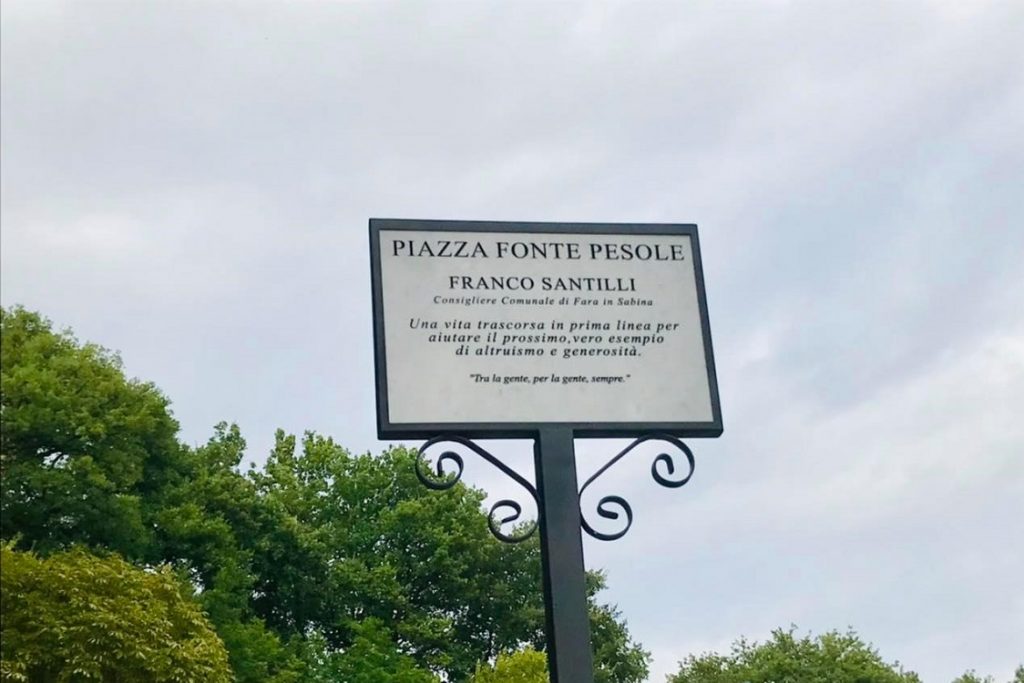 PIAZZA FONTE PESOLE
FRANCO SANTILLI
Consigliere Comunale di Fara in Sabina
Una vita trascorsa in prima linea per
aiutare il prossimo,vero esempio
di altruismo e generosità.
"Tra la gente, per la gente, sempre."